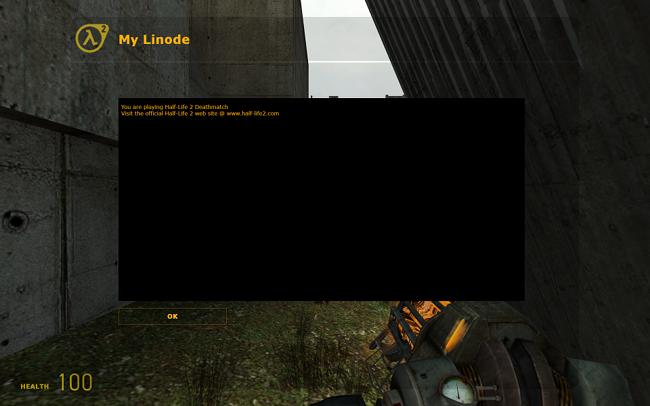 My Linode
You are playing Half-Life 2 Deathmatch
Visit the official Half-Life 2 web site @ www.half-life2.com
OK
HEALTH 100